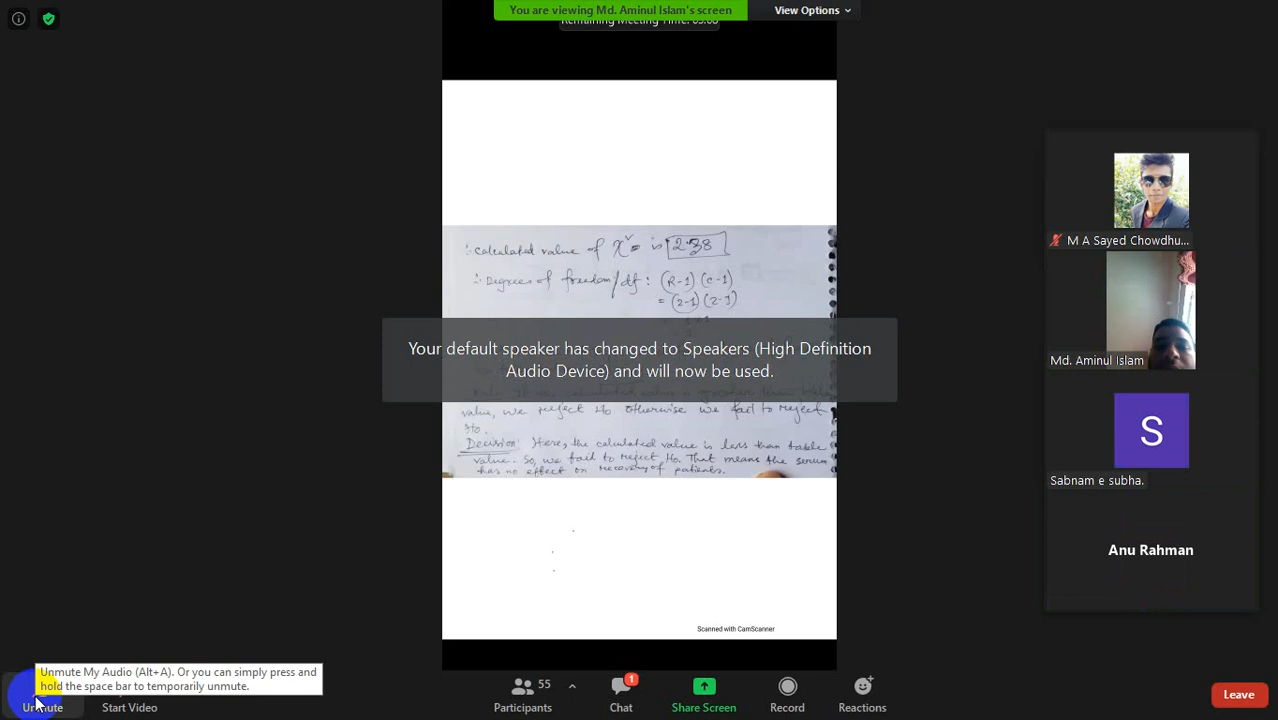 You are viewing Md. Aminul Islam's screen
View Options
Remaining Meeting Time: 05:08
∴ Calculated value of χ² = is 2.38
∴ Degrees of freedom/df : (R-1) (C-1)
= (2-1) (2-1)
Your default speaker has changed to Speakers (High Definition
Audio Device) and will now be used.
value, we reject Ho otherwise we fail to reject
Ho.
Decision: Here, the calculated value is less than table
value. So, we fail to reject Ho. That means the serum
has no effect on recovery of patients.
Scanned with CamScanner
M A Sayed Chowdhu...
Md. Aminul Islam
S
Sabnam e subha.
Anu Rahman
Unmute My Audio (Alt+A). Or you can simply press and
hold the space bar to temporarily unmute.
Unmute
Start Video
55
Participants
1
Chat
Share Screen
Record
Reactions
Leave